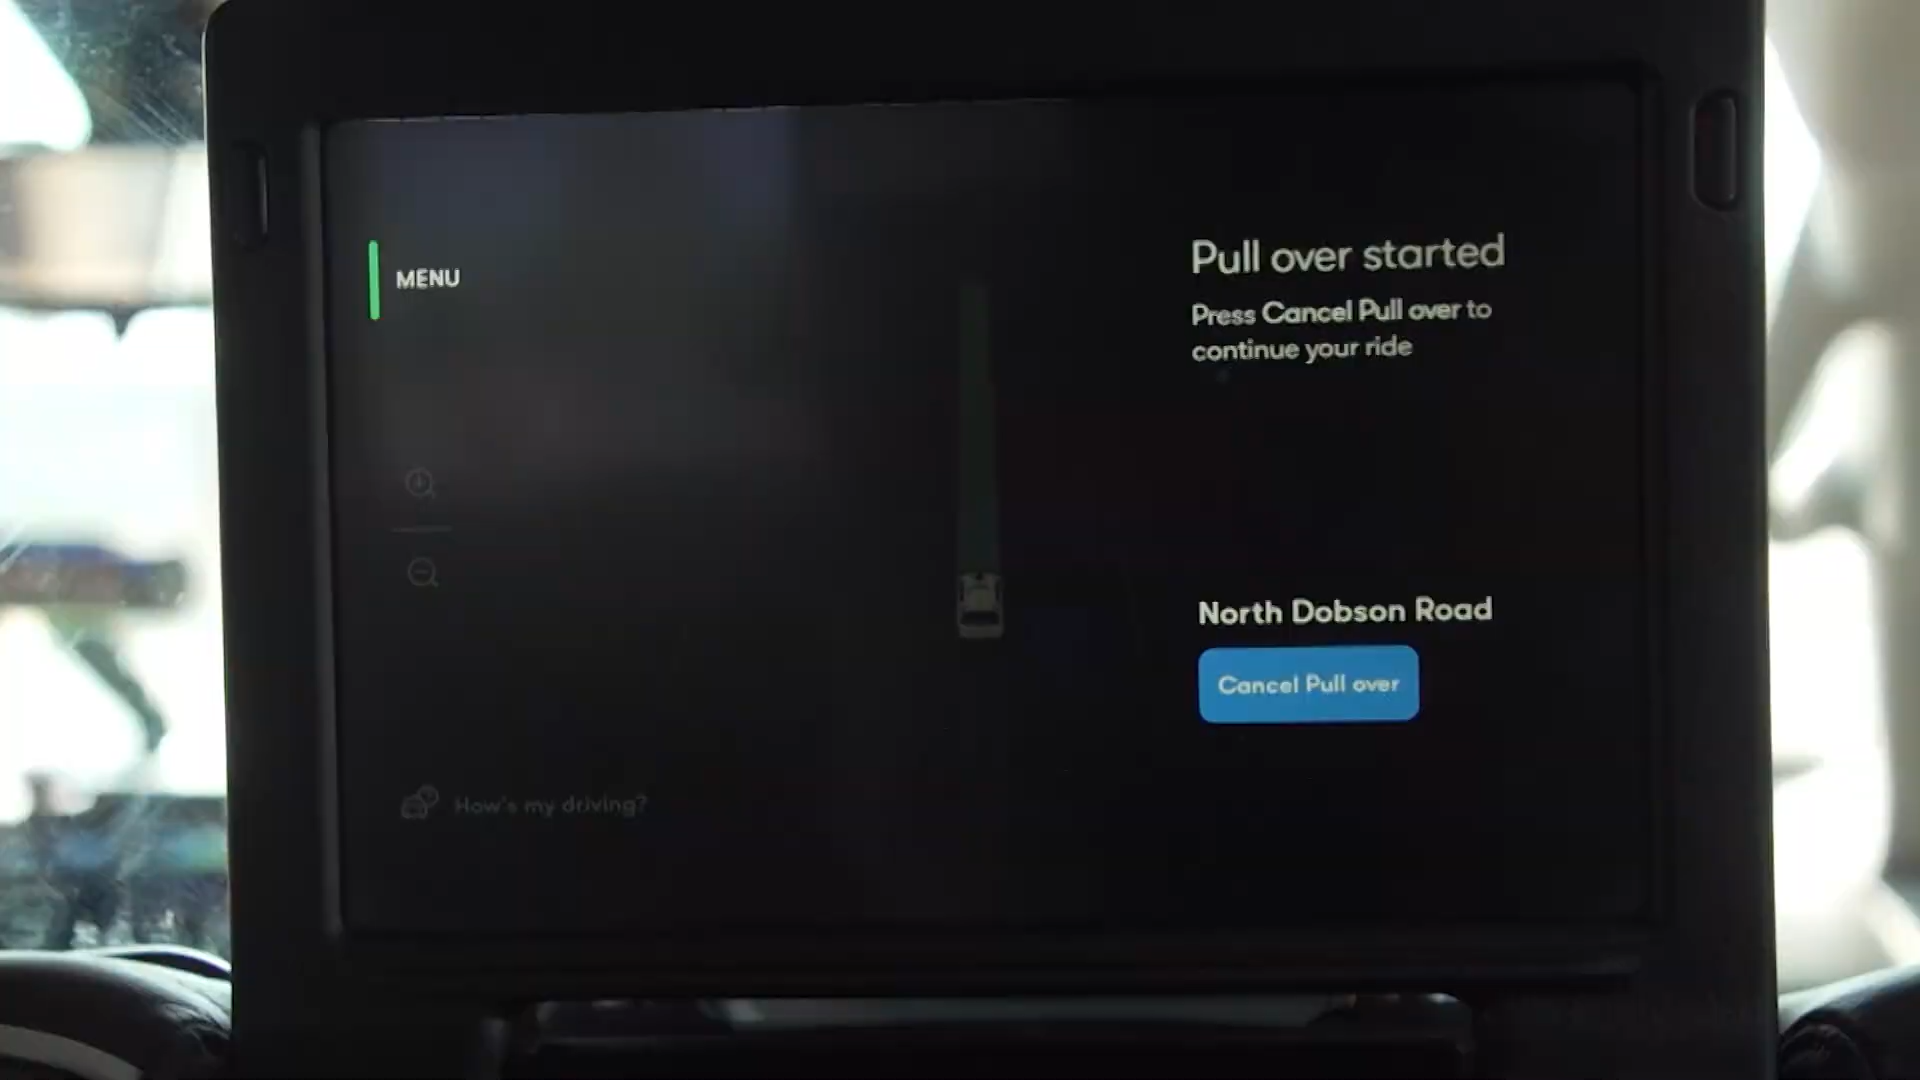 MENU
Pull over started
Press Cancel Pull over to
continue your ride
North Dobson Road
Cancel Pull over
How's my driving?